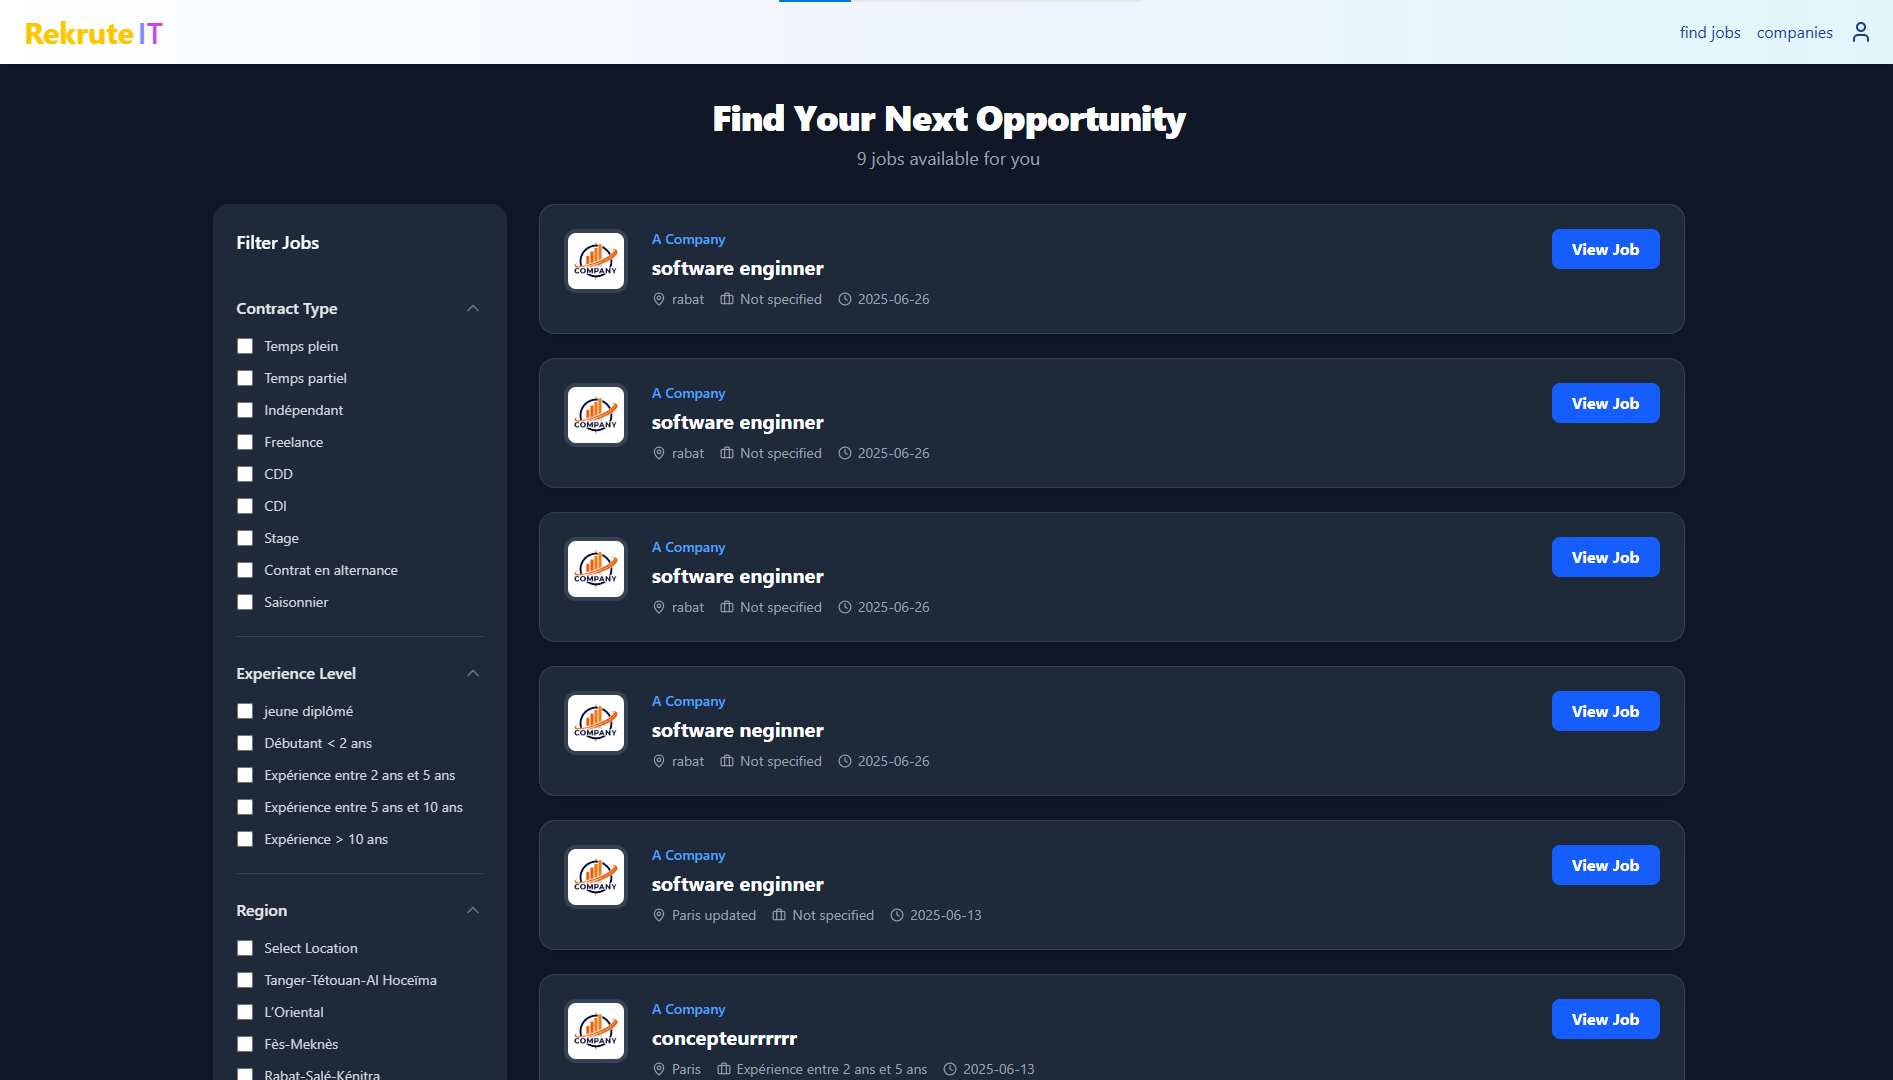 Rekrute IT
find jobs
companies
Find Your Next Opportunity
9 jobs available for you
Filter Jobs
Contract Type
Temps plein
Temps partiel
Indépendant
Freelance
CDD
CDI
Stage
Contrat en alternance
Saisonnier
Experience Level
jeune diplômé
Débutant < 2 ans
Expérience entre 2 ans et 5 ans
Expérience entre 5 ans et 10 ans
Expérience > 10 ans
Region
Select Location
Tanger-Tétouan-Al Hoceïma
L'Oriental
Fès-Meknès
Rabat-Salé-Kénitra
COMPANY
A Company
software enginner
rabat Not specified 2025-06-26
View Job
COMPANY
A Company
software enginner
rabat Not specified 2025-06-26
View Job
COMPANY
A Company
software enginner
rabat Not specified 2025-06-26
View Job
COMPANY
A Company
software neginner
rabat Not specified 2025-06-26
View Job
COMPANY
A Company
software enginner
Paris updated Not specified 2025-06-13
View Job
COMPANY
A Company
concepteurrrrrr
Paris Expérience entre 2 ans et 5 ans 2025-06-13
View Job